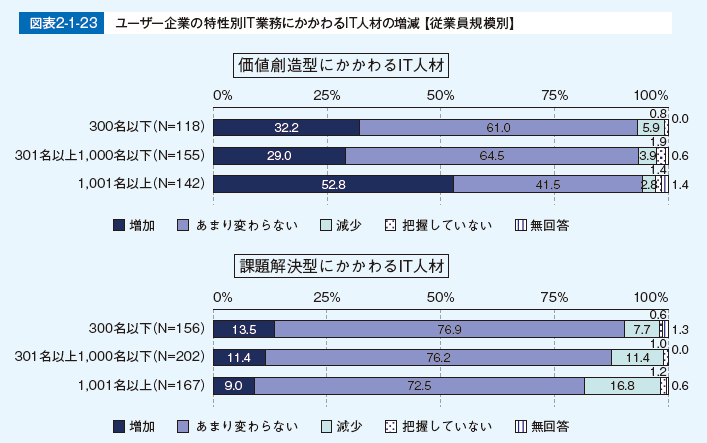 図表2-1-23 ユーザー企業の特性別IT業務にかかわるIT人材の増減【従業員規模別】
価値創造型にかかわるIT人材
0% 25% 50% 75% 100%
300名以下(N=118) 32.2 61.0 5.9 0.8 0.0
301名以上1,000名以下(N=155) 29.0 64.5 3.9 1.9 0.6
1,001名以上(N=142) 52.8 41.5 2.8 1.4 1.4
増加 あまり変わらない 減少 把握していない 無回答
課題解決型にかかわるIT人材
0% 25% 50% 75% 100%
300名以下(N=156) 13.5 76.9 7.7 0.6 1.3
301名以上1,000名以下(N=202) 11.4 76.2 11.4 1.0 0.0
1,001名以上(N=167) 9.0 72.5 16.8 1.2 0.6
増加 あまり変わらない 減少 把握していない 無回答